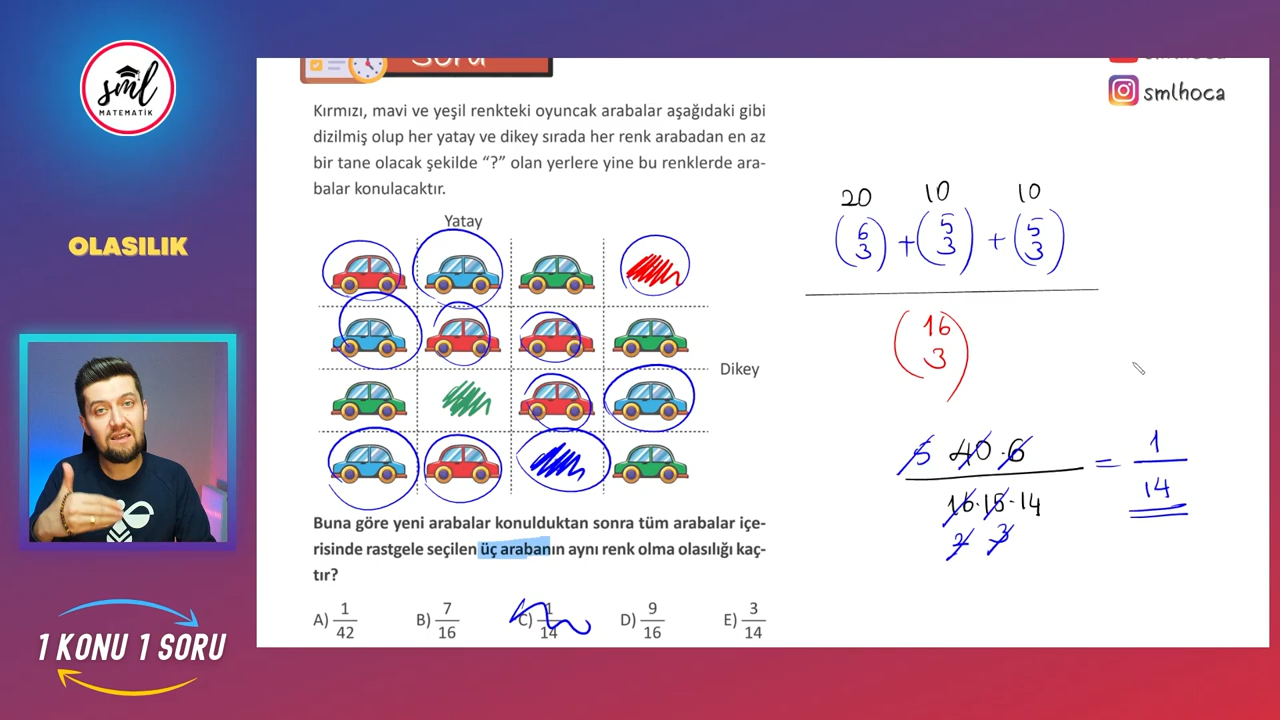 sml
MATEMATİK
OLASILIK
1 KONU 1 SORU
Soru
smlhoca
smlhoca
Kırmızı, mavi ve yeşil renkteki oyuncak arabalar aşağıdaki gibi
dizilmiş olup her yatay ve dikey sırada her renk arabadan en az
bir tane olacak şekilde “?” olan yerlere yine bu renklerde ara-
balar konulacaktır.
Yatay
Dikey
Buna göre yeni arabalar konulduktan sonra tüm arabalar içe-
risinde rastgele seçilen üç arabanın aynı renk olma olasılığı kaç-
tır?
A) 1/42 B) 7/16 C) 1/14 D) 9/16 E) 3/14
20 10 10
(6 3) + (5 3) + (5 3)
(16 3)
5 40·6
16·15·14
2 3
= 1/14